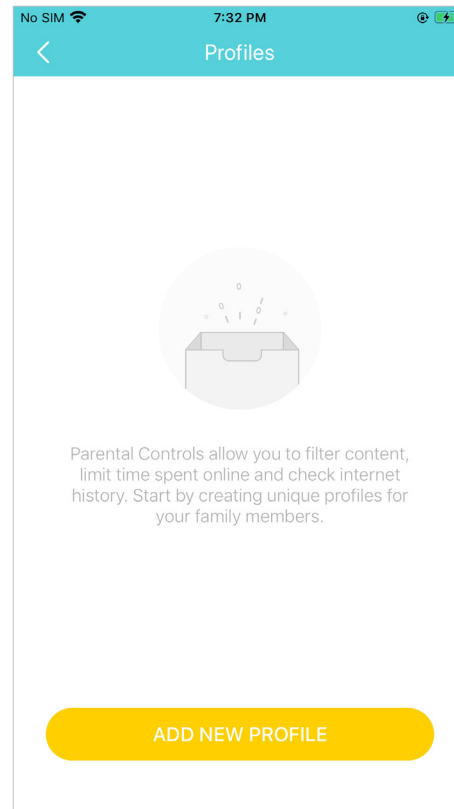 No SIM 7:32 PM
Profiles
Parental Controls allow you to filter content,
limit time spent online and check internet
history. Start by creating unique profiles for
your family members.
ADD NEW PROFILE